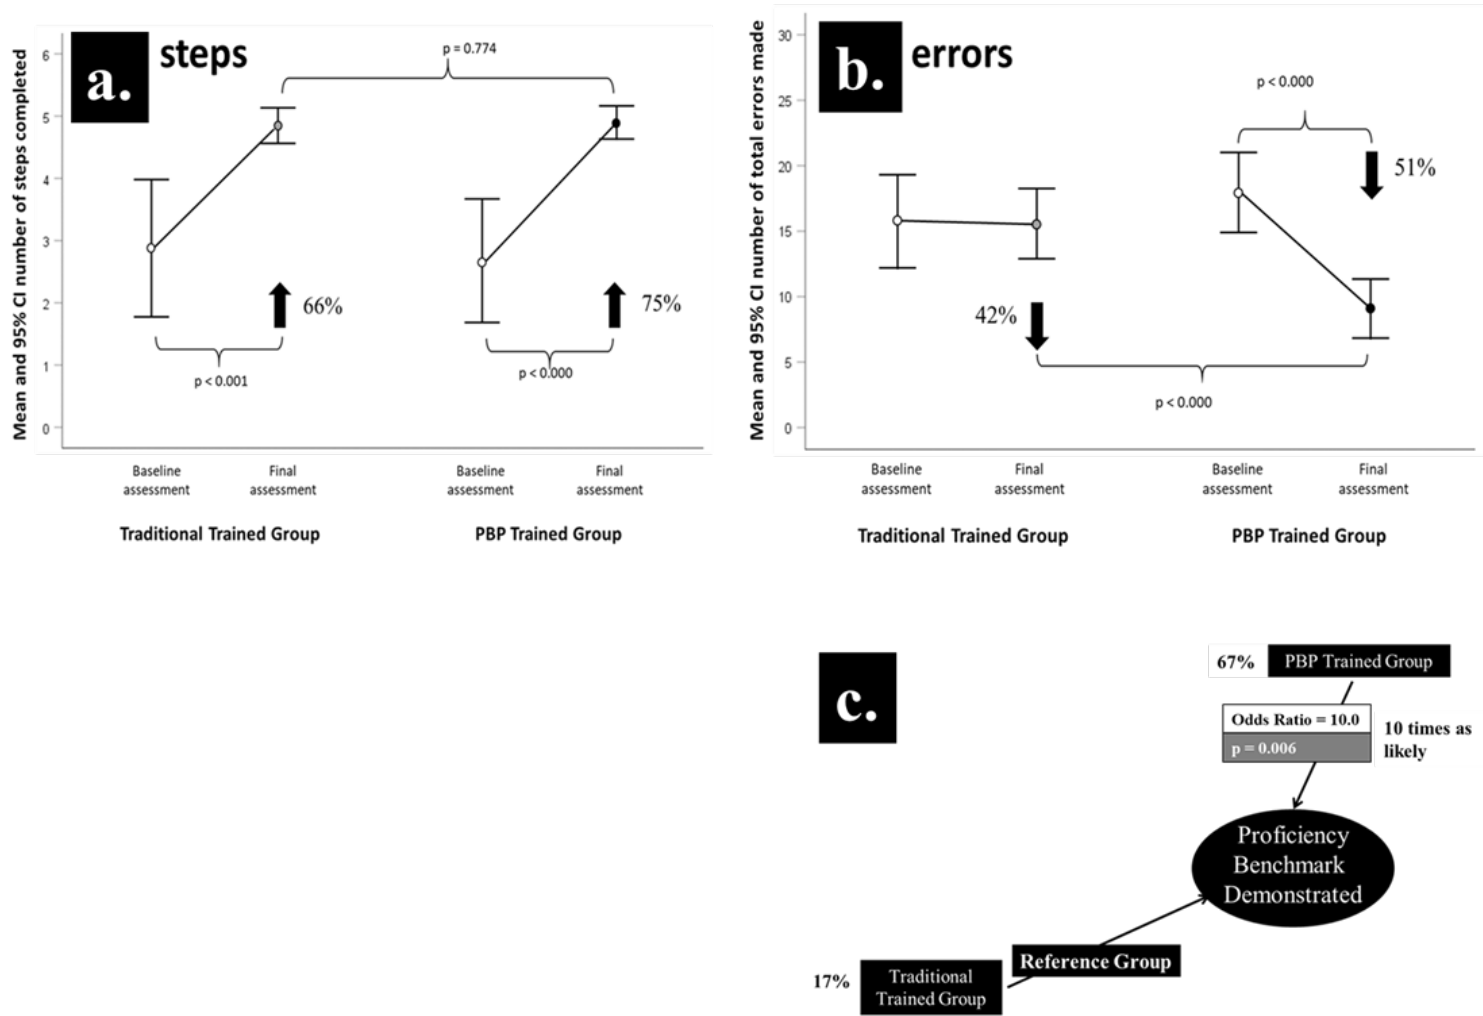 a.
steps
Mean and 95% CI number of steps completed
6
5
4
3
2
1
0
p = 0.774
66%
75%
p < 0.001
p < 0.000
Baseline
assessment
Final
assessment
Baseline
assessment
Final
assessment
Traditional Trained Group
PBP Trained Group
b.
errors
Mean and 95% CI number of total errors made
30
25
20
15
10
5
0
p < 0.000
51%
42%
p < 0.000
Baseline
assessment
Final
assessment
Baseline
assessment
Final
assessment
Traditional Trained Group
PBP Trained Group
c.
67%
PBP Trained Group
Odds Ratio = 10.0
p = 0.006
10 times as
likely
Proficiency
Benchmark
Demonstrated
Reference Group
17%
Traditional
Trained Group